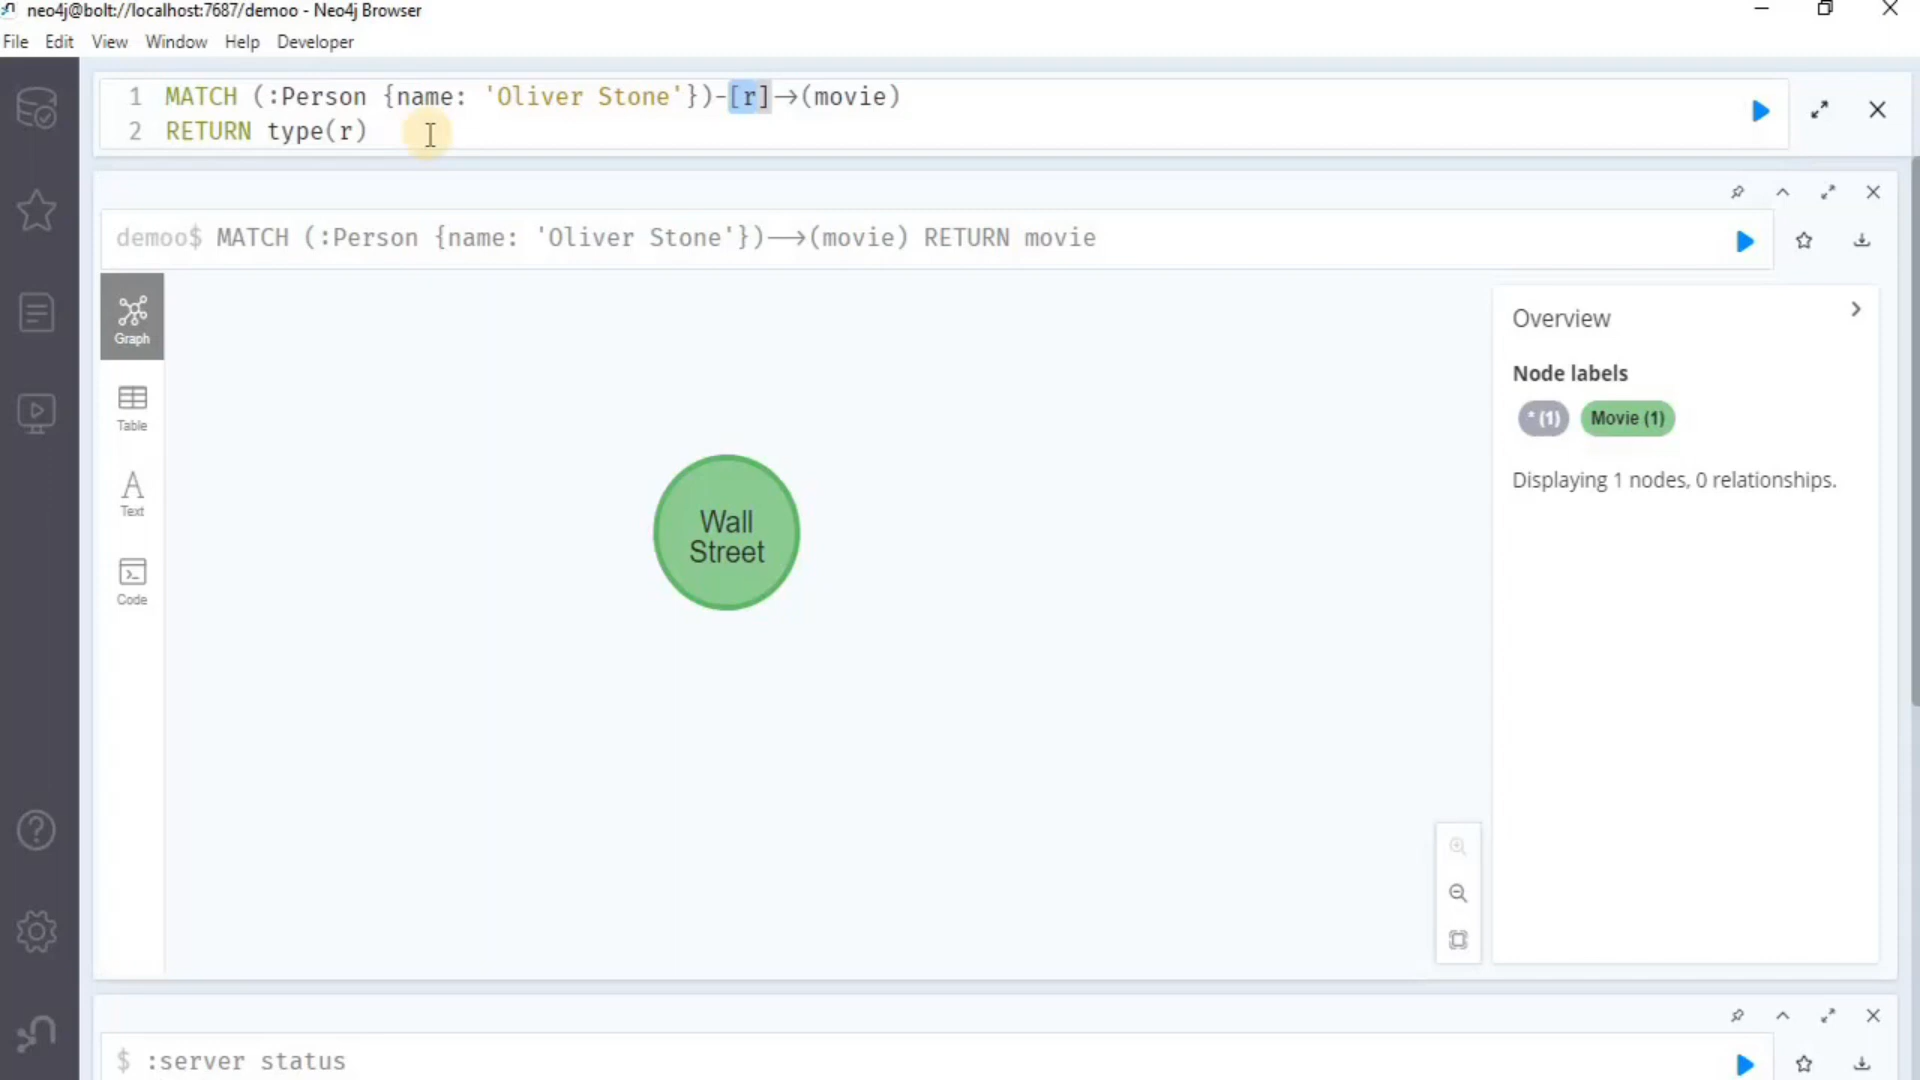 neo4j@bolt://localhost:7687/demoo - Neo4j Browser
File Edit View Window Help Developer
1 MATCH (:Person {name: 'Oliver Stone'})-[r]->(movie)
2 RETURN type(r)
demoo$ MATCH (:Person {name: 'Oliver Stone'})-->(movie) RETURN movie
Graph
Table
Text
Code
Wall
Street
Overview
Node labels
* (1) Movie (1)
Displaying 1 nodes, 0 relationships.
$ :server status